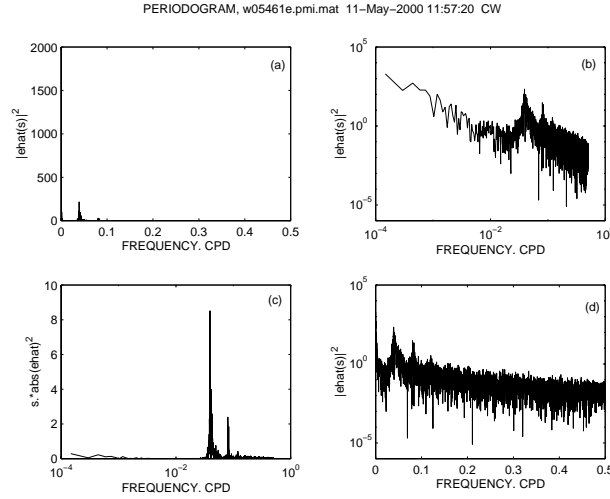 PERIODOGRAM, w05461e.pmi.mat 11-May-2000 11:57:20 CW
2000
1500
1000
500
0
|ehat(s)|²
(a)
0 0.1 0.2 0.3 0.4 0.5
FREQUENCY. CPD
10⁵
10⁰
10⁻⁵
|ehat(s)|²
(b)
10⁻⁴ 10⁻² 10⁰
FREQUENCY. CPD
10
8
6
4
2
0
s.*abs(ehat)²
(c)
10⁻⁴ 10⁻² 10⁰
FREQUENCY. CPD
10⁵
10⁰
10⁻⁵
|ehat(s)|²
(d)
0 0.1 0.2 0.3 0.4 0.5
FREQUENCY. CPD